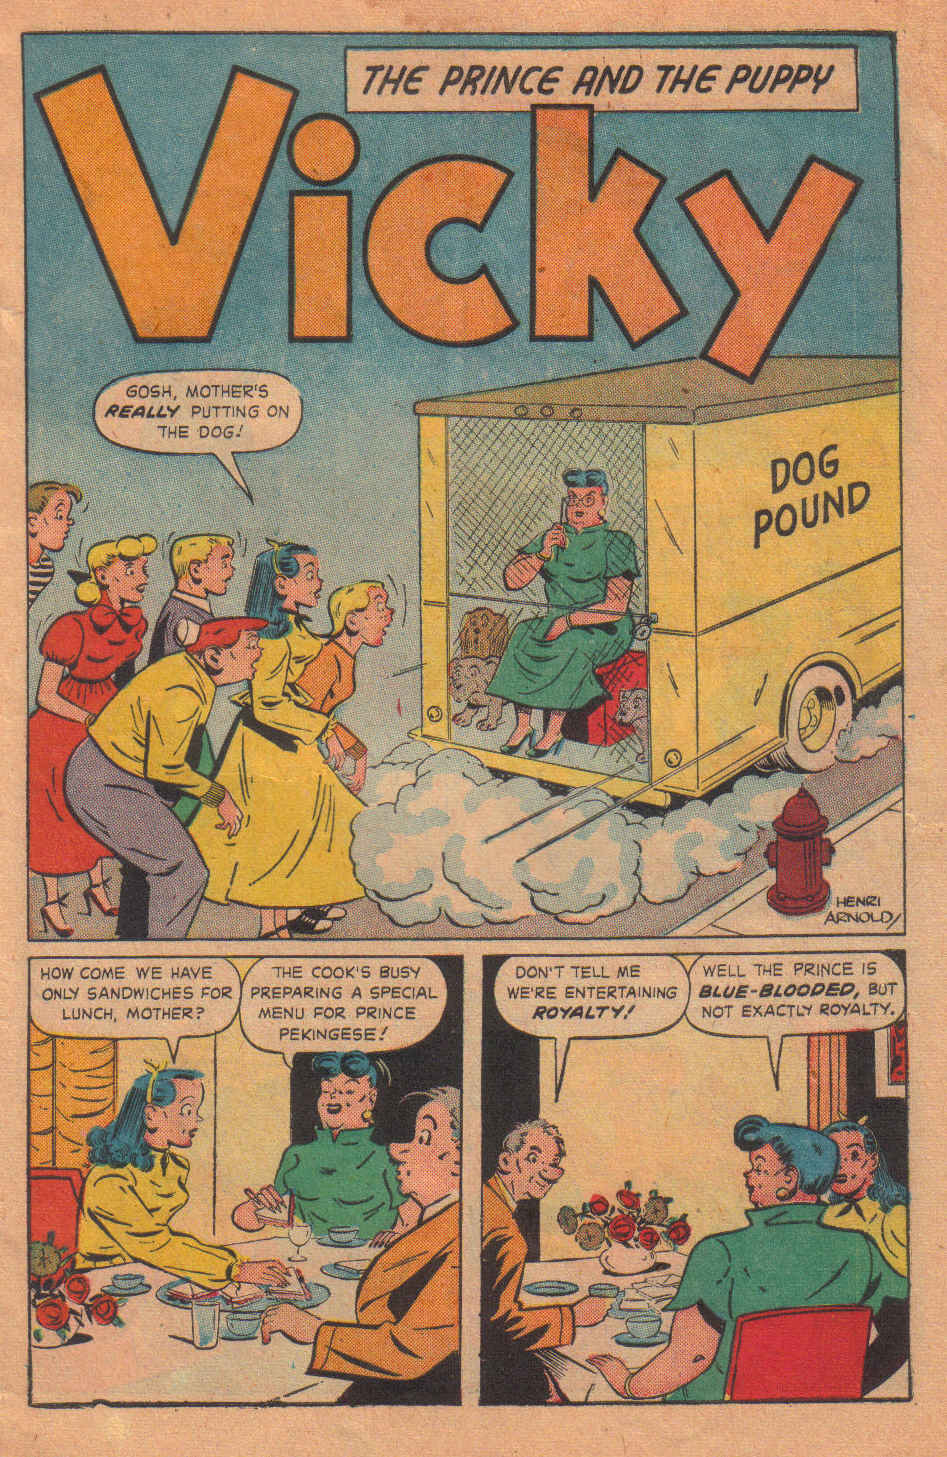 THE PRINCE AND THE PUPPY
Vicky
GOSH, MOTHER'S
REALLY PUTTING ON
THE DOG!
DOG
POUND
HENRI
ARNOLD
HOW COME WE HAVE
ONLY SANDWICHES FOR
LUNCH, MOTHER?
THE COOK'S BUSY
PREPARING A SPECIAL
MENU FOR PRINCE
PEKINGESE!
DON'T TELL ME
WE'RE ENTERTAINING
ROYALTY!
WELL THE PRINCE IS
BLUE-BLOODED, BUT
NOT EXACTLY ROYALTY.